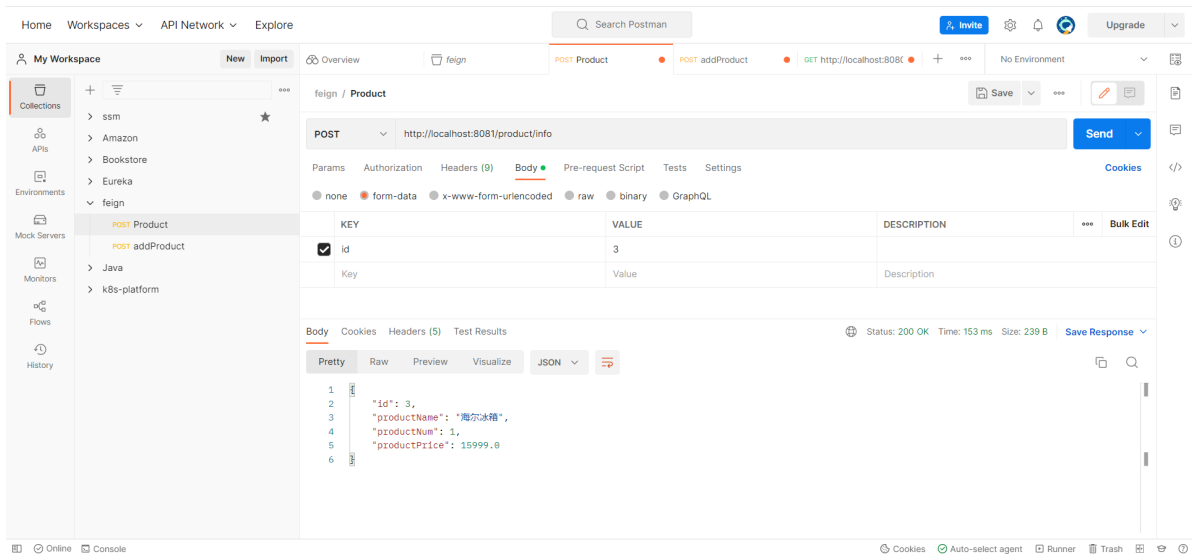 Home Workspaces API Network Explore Search Postman Invite Upgrade
My Workspace New Import Overview feign POST Product POST addProduct GET http://localhost:808( No Environment
Collections
APIs
Environments
Mock Servers
Monitors
Flows
History
ssm
Amazon
Bookstore
Eureka
feign
POST Product
POST addProduct
Java
k8s-platform
feign / Product Save
POST http://localhost:8081/product/info Send
Params Authorization Headers (9) Body Pre-request Script Tests Settings Cookies
none form-data x-www-form-urlencoded raw binary GraphQL
KEY VALUE DESCRIPTION Bulk Edit
id 3
Key Value Description
Body Cookies Headers (5) Test Results Status: 200 OK Time: 153 ms Size: 239 B Save Response
Pretty Raw Preview Visualize JSON
1 {
2 "id": 3,
3 "productName": "海尔冰箱",
4 "productNum": 1,
5 "productPrice": 15999.0
6 }
Online Console Cookies Auto-select agent Runner Trash